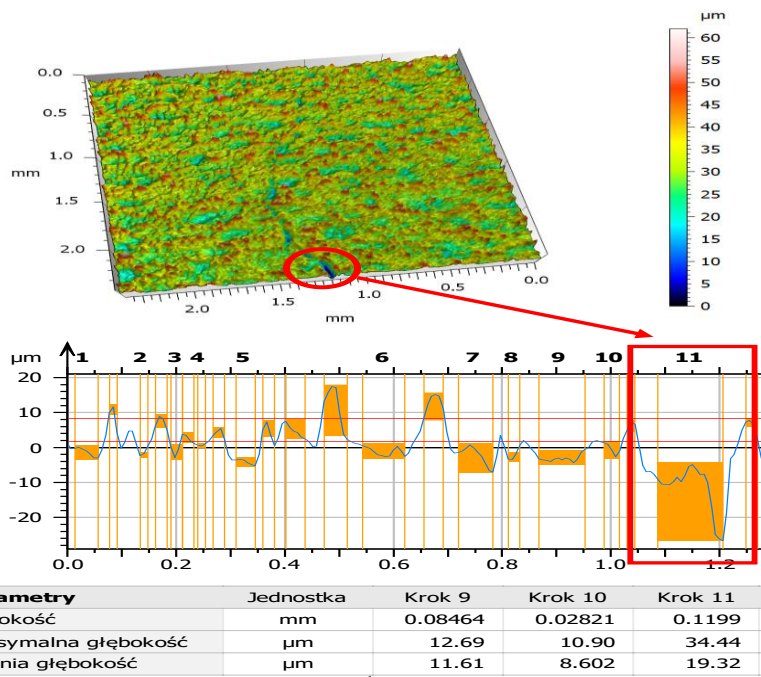 µm
60
55
50
45
40
35
30
25
20
15
10
5
0
0.0
0.5
1.0
mm
1.5
2.0
2.0
1.5
1.0
0.5
0.0
mm
µm
1 2 3 4 5 6 7 8 9 10 11
20
10
0
-10
-20
0.0 0.2 0.4 0.6 0.8 1.0 1.2
ametry Jednostka Krok 9 Krok 10 Krok 11
okość mm 0.08464 0.02821 0.1199
symalna głębokość µm 12.69 10.90 34.44
nia głębokość µm 11.61 8.602 19.32